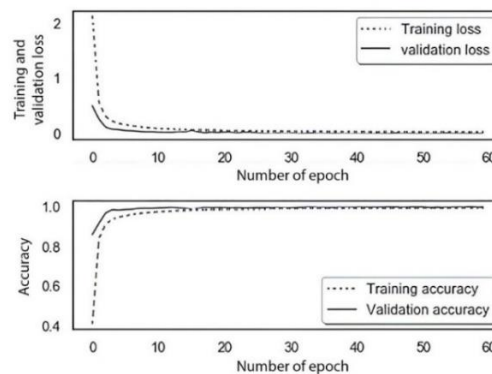 2
Training loss
validation loss
1
0
Training and
validation loss
0 10 20 30 40 50 60
Number of epoch
1.0
0.8
0.6
0.4
Accuracy
Training accuracy
Validation accuracy
0 10 20 30 40 50 60
Number of epoch